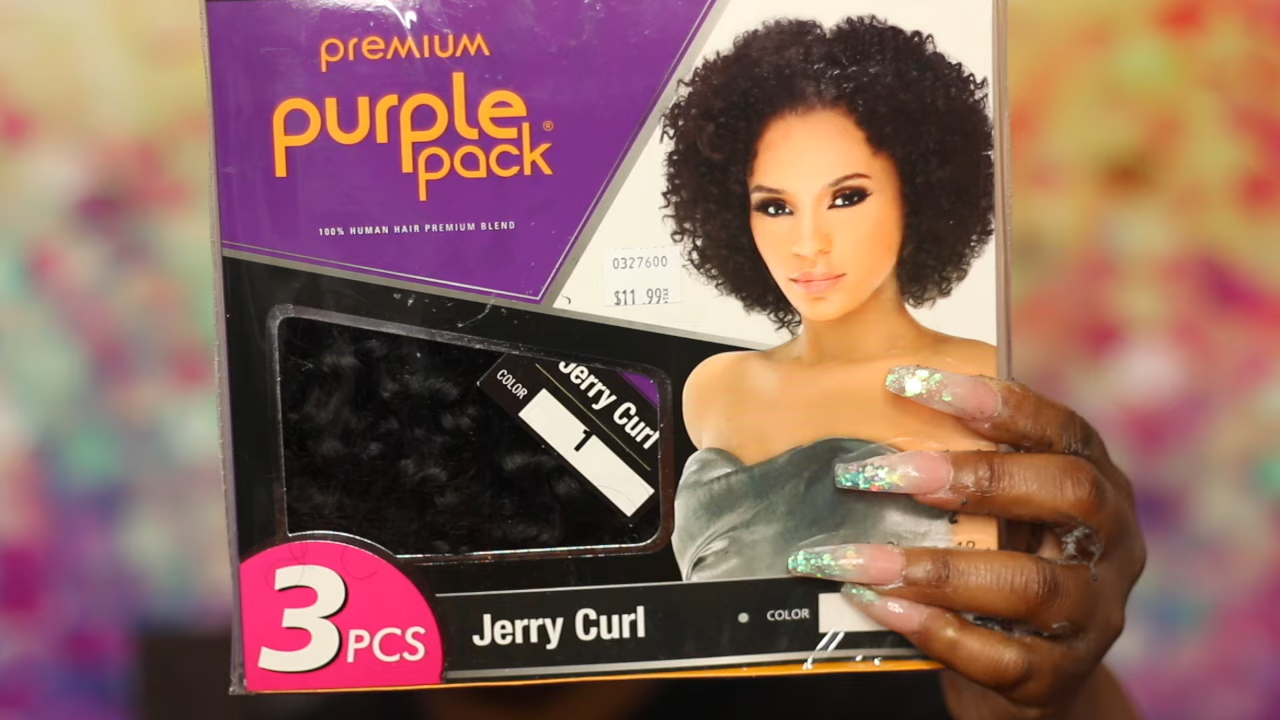 premium
purple
pack®
100% HUMAN HAIR PREMIUM BLEND
0327600
$11.99
COLOR
Jerry Curl
1
3 PCS
Jerry Curl
• COLOR